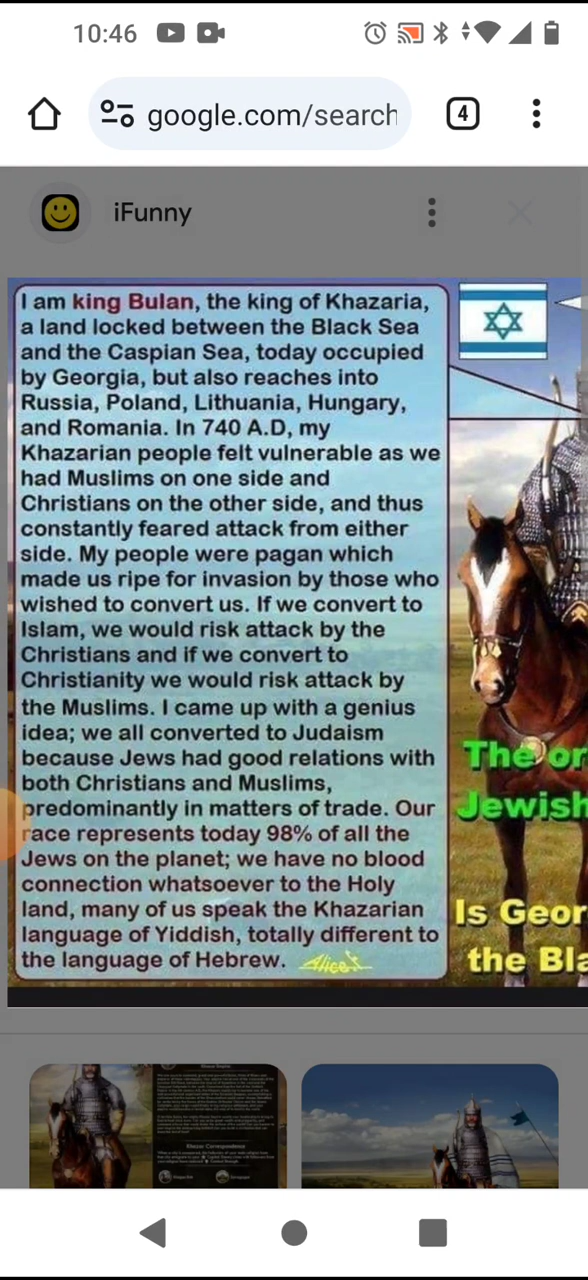 10:46
google.com/search
4
iFunny
I am king Bulan, the king of Khazaria,
a land locked between the Black Sea
and the Caspian Sea, today occupied
by Georgia, but also reaches into
Russia, Poland, Lithuania, Hungary,
and Romania. In 740 A.D, my
Khazarian people felt vulnerable as we
had Muslims on one side and
Christians on the other side, and thus
constantly feared attack from either
side. My people were pagan which
made us ripe for invasion by those who
wished to convert us. If we convert to
Islam, we would risk attack by the
Christians and if we convert to
Christianity we would risk attack by
the Muslims. I came up with a genius
idea; we all converted to Judaism
because Jews had good relations with
both Christians and Muslims,
predominantly in matters of trade. Our
race represents today 98% of all the
Jews on the planet; we have no blood
connection whatsoever to the Holy
land, many of us speak the Khazarian
language of Yiddish, totally different to
the language of Hebrew.
The or
Jewish
Is Geor
the Bla